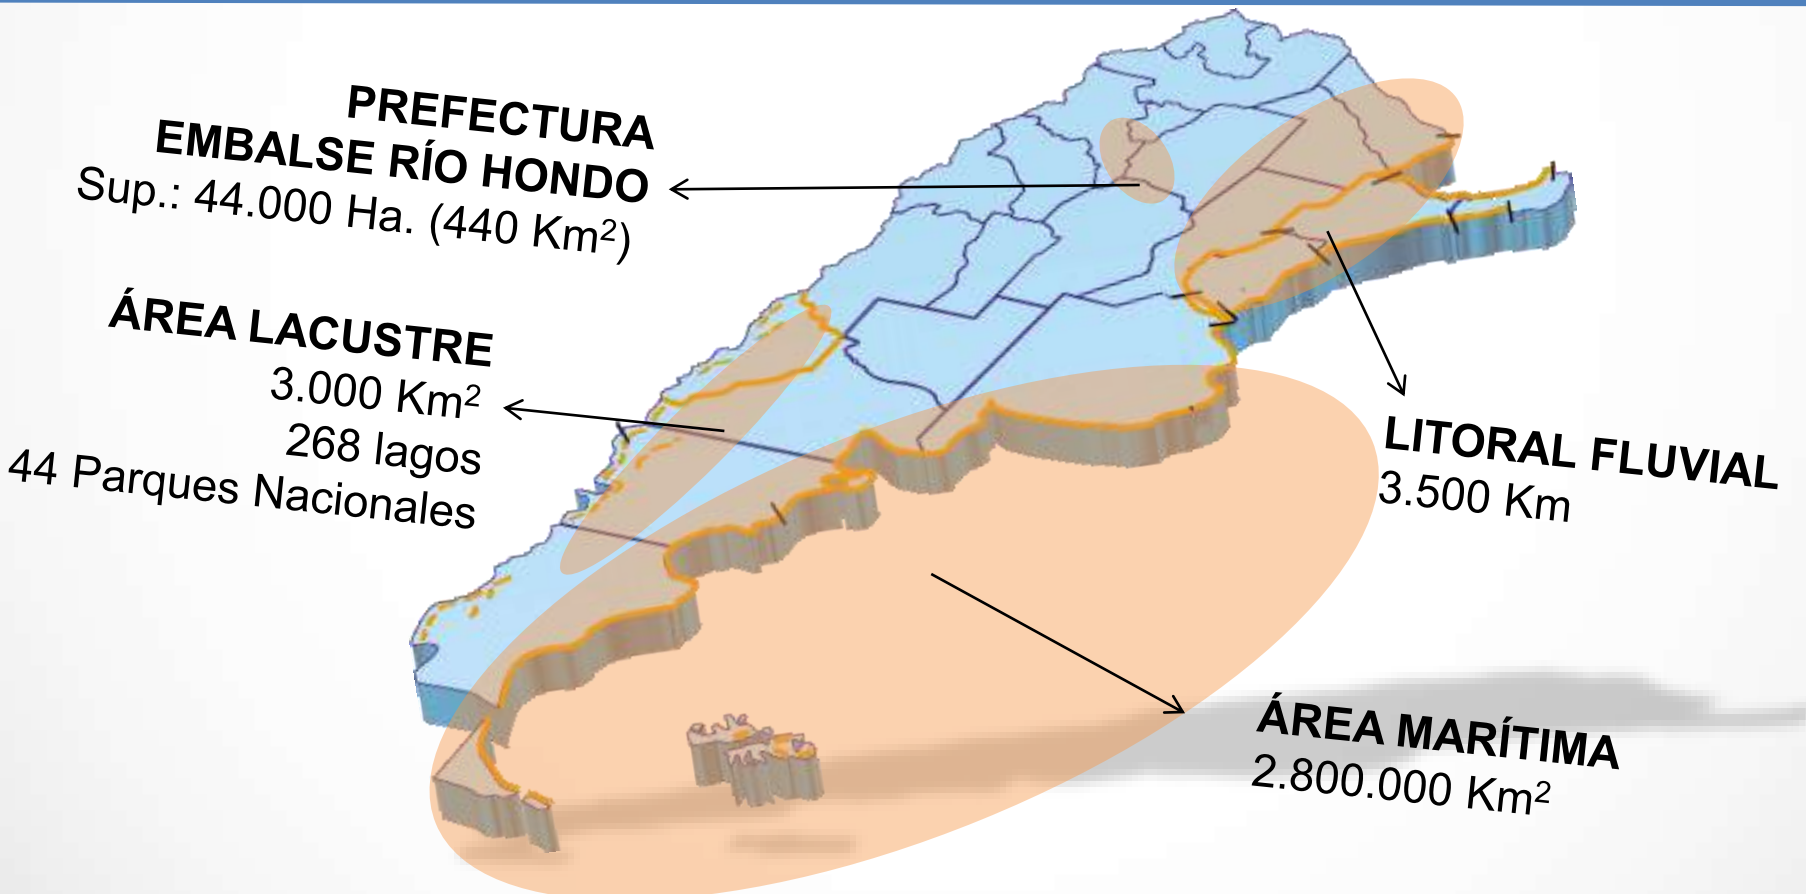 PREFECTURA
EMBALSE RÍO HONDO
Sup.: 44.000 Ha. (440 Km²)
ÁREA LACUSTRE
3.000 Km²
268 lagos
44 Parques Nacionales
LITORAL FLUVIAL
3.500 Km
ÁREA MARÍTIMA
2.800.000 Km²